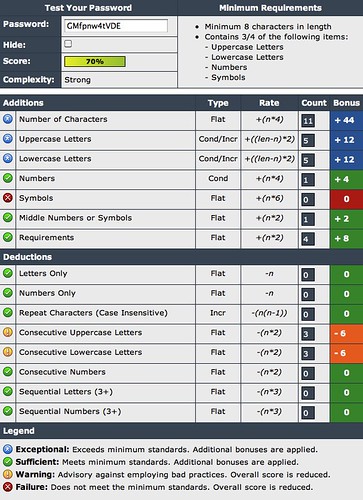 Test Your Password
Minimum Requirements
Password:
GMfpnw4tVDE
Hide:
Score:
70%
Complexity:
Strong
• Minimum 8 characters in length
• Contains 3/4 of the following items:
- Uppercase Letters
- Lowercase Letters
- Numbers
- Symbols
Additions Type Rate Count Bonus
Number of Characters Flat +(n*4) 11 + 44
Uppercase Letters Cond/Incr +((len-n)*2) 5 + 12
Lowercase Letters Cond/Incr +((len-n)*2) 5 + 12
Numbers Cond +(n*4) 1 + 4
Symbols Flat +(n*6) 0 0
Middle Numbers or Symbols Flat +(n*2) 1 + 2
Requirements Flat +(n*2) 4 + 8
Deductions
Letters Only Flat -n 0 0
Numbers Only Flat -n 0 0
Repeat Characters (Case Insensitive) Incr -(n(n-1)) 0 0
Consecutive Uppercase Letters Flat -(n*2) 3 - 6
Consecutive Lowercase Letters Flat -(n*2) 3 - 6
Consecutive Numbers Flat -(n*2) 0 0
Sequential Letters (3+) Flat -(n*3) 0 0
Sequential Numbers (3+) Flat -(n*3) 0 0
Legend
Exceptional: Exceeds minimum standards. Additional bonuses are applied.
Sufficient: Meets minimum standards. Additional bonuses are applied.
Warning: Advisory against employing bad practices. Overall score is reduced.
Failure: Does not meet the minimum standards. Overall score is reduced.